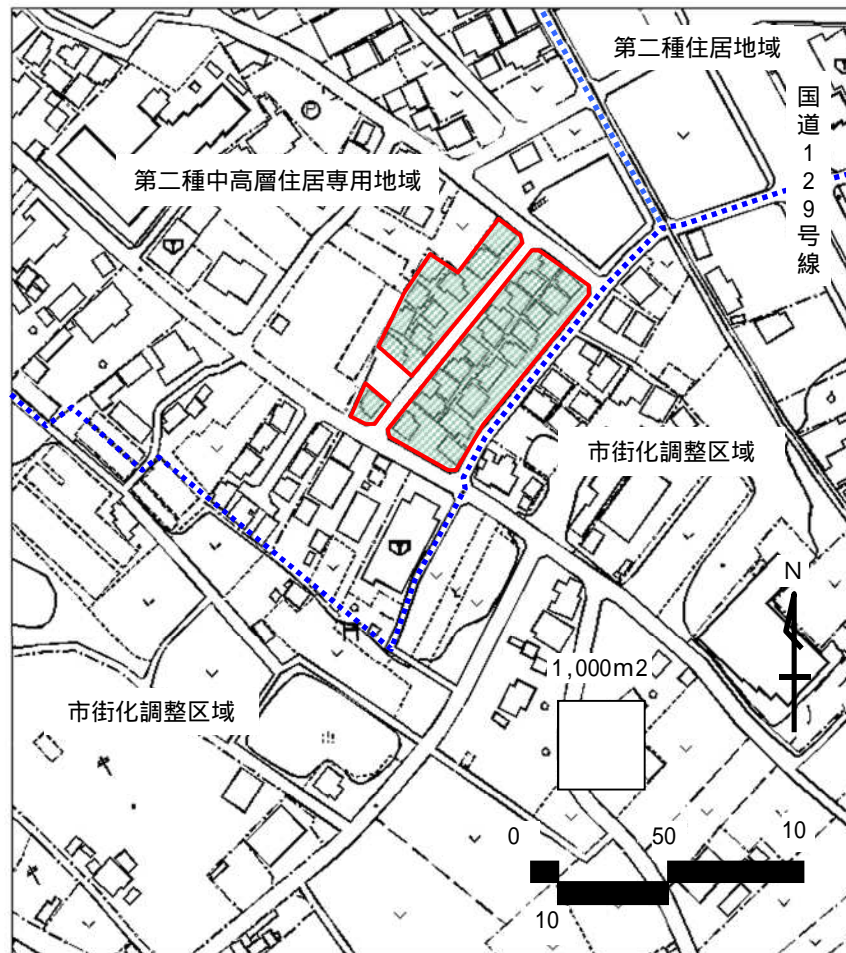 第二種住居地域
国道129号線
第二種中高層住居専用地域
市街化調整区域
N
1,000m2
市街化調整区域
0
50
10
10